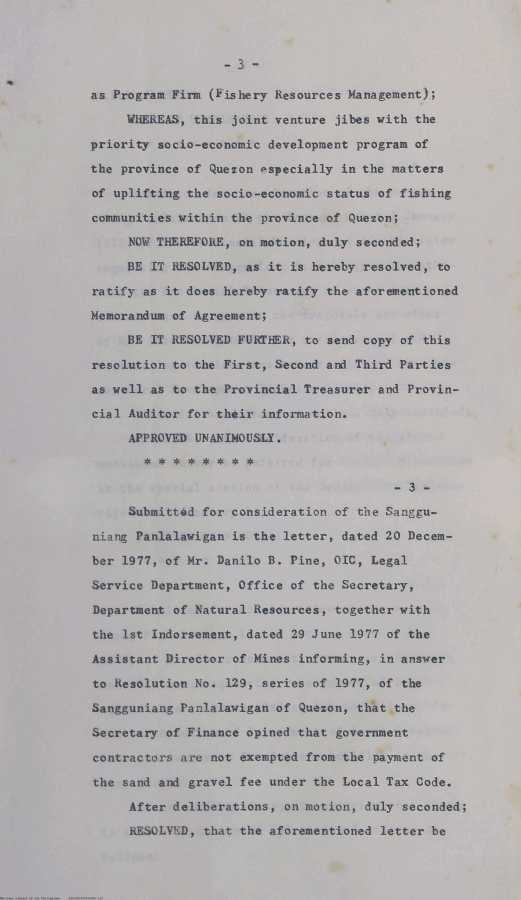 - 3 -
as Program Firm (Fishery Resources Management);
WHEREAS, this joint venture jibes with the
priority socio-economic development program of
the province of Quezon especially in the matters
of uplifting the socio-economic status of fishing
communities within the province of Quezon;
NOW THEREFORE, on motion, duly seconded;
BE IT RESOLVED, as it is hereby resolved, to
ratify as it does hereby ratify the aforementioned
Memorandum of Agreement;
BE IT RESOLVED FURTHER, to send copy of this
resolution to the First, Second and Third Parties
as well as to the Provincial Treasurer and Provin-
cial Auditor for their information.
APPROVED UNANIMOUSLY.
* * * * * * * *
- 3 -
Submitted for consideration of the Sanggu-
niang Panlalawigan is the letter, dated 20 Decem-
ber 1977, of Mr. Danilo B. Pine, OIC, Legal
Service Department, Office of the Secretary,
Department of Natural Resources, together with
the 1st Indorsement, dated 29 June 1977 of the
Assistant Director of Mines informing, in answer
to Resolution No. 129, series of 1977, of the
Sangguniang Panlalawigan of Quezon, that the
Secretary of Finance opined that government
contractors are not exempted from the payment of
the sand and gravel fee under the Local Tax Code.
After deliberations, on motion, duly seconded;
RESOLVED, that the aforementioned letter be